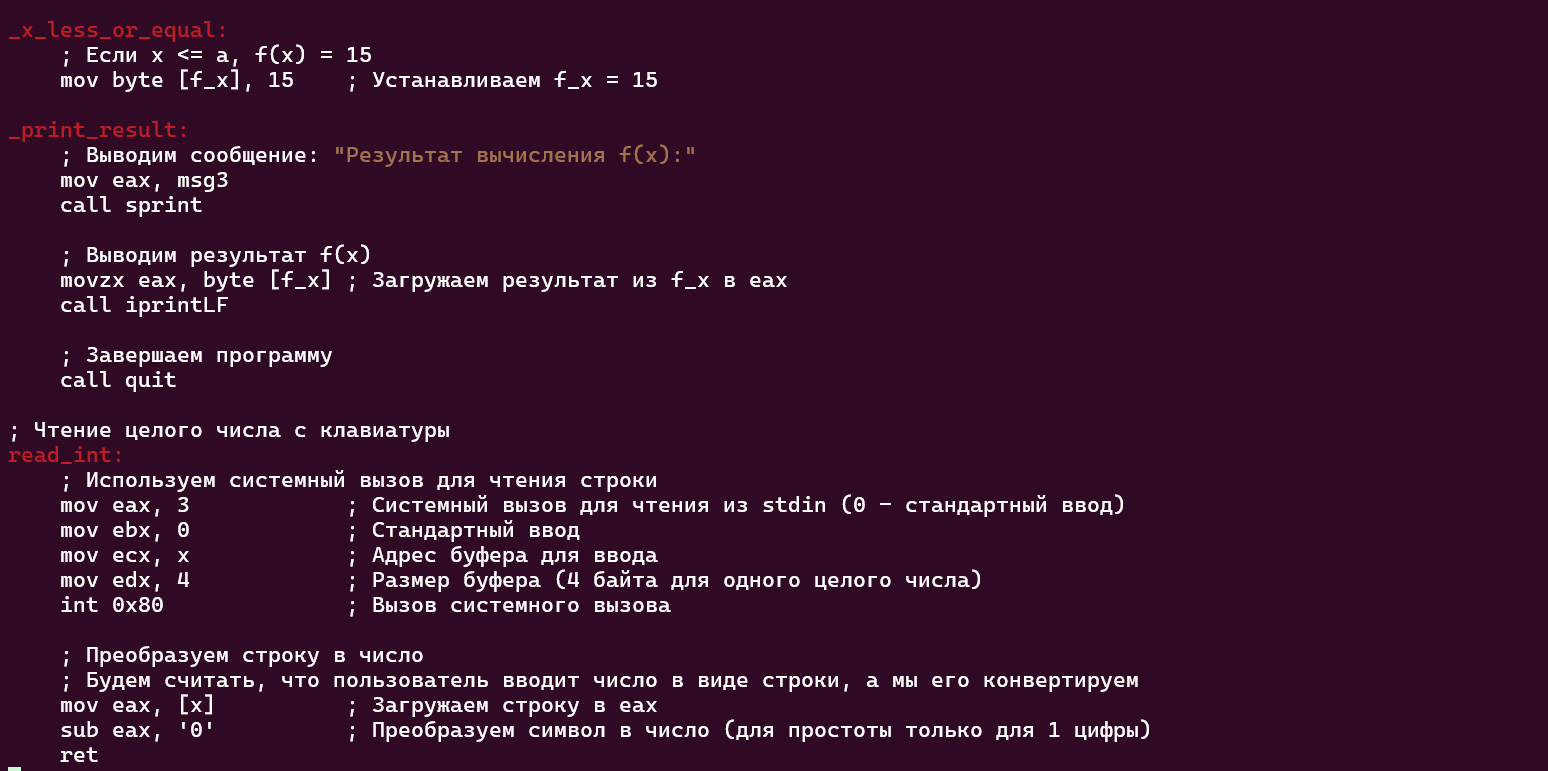 _x_less_or_equal:
    ; Если x <= a, f(x) = 15
    mov byte [f_x], 15    ; Устанавливаем f_x = 15

_print_result:
    ; Выводим сообщение: "Результат вычисления f(x):"
    mov eax, msg3
    call sprint

    ; Выводим результат f(x)
    movzx eax, byte [f_x] ; Загружаем результат из f_x в eax
    call iprintLF

    ; Завершаем программу
    call quit

; Чтение целого числа с клавиатуры
read_int:
    ; Используем системный вызов для чтения строки
    mov eax, 3            ; Системный вызов для чтения из stdin (0 - стандартный ввод)
    mov ebx, 0            ; Стандартный ввод
    mov ecx, x            ; Адрес буфера для ввода
    mov edx, 4            ; Размер буфера (4 байта для одного целого числа)
    int 0x80              ; Вызов системного вызова

    ; Преобразуем строку в число
    ; Будем считать, что пользователь вводит число в виде строки, а мы его конвертируем
    mov eax, [x]          ; Загружаем строку в eax
    sub eax, '0'          ; Преобразуем символ в число (для простоты только для 1 цифры)
    ret